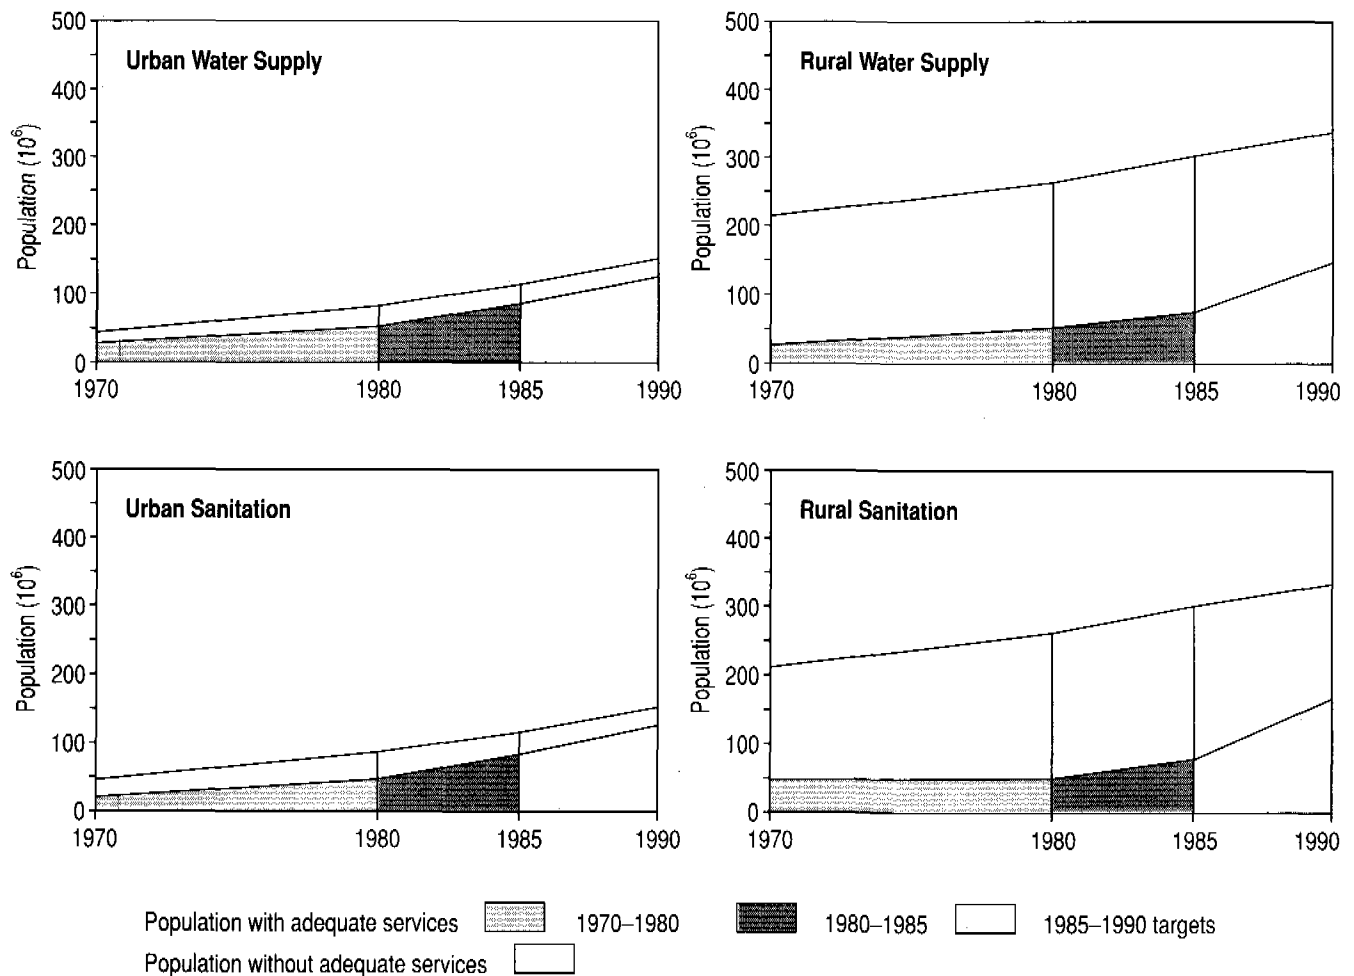 500
Urban Water Supply
400
300
200
100
0
Population (10⁶)
1970 1980 1985 1990
500
Rural Water Supply
400
300
200
100
0
Population (10⁶)
1970 1980 1985 1990
500
Urban Sanitation
400
300
200
100
0
Population (10⁶)
1970 1980 1985 1990
500
Rural Sanitation
400
300
200
100
0
Population (10⁶)
1970 1980 1985 1990
Population with adequate services 1970–1980 1980–1985 1985–1990 targets
Population without adequate services